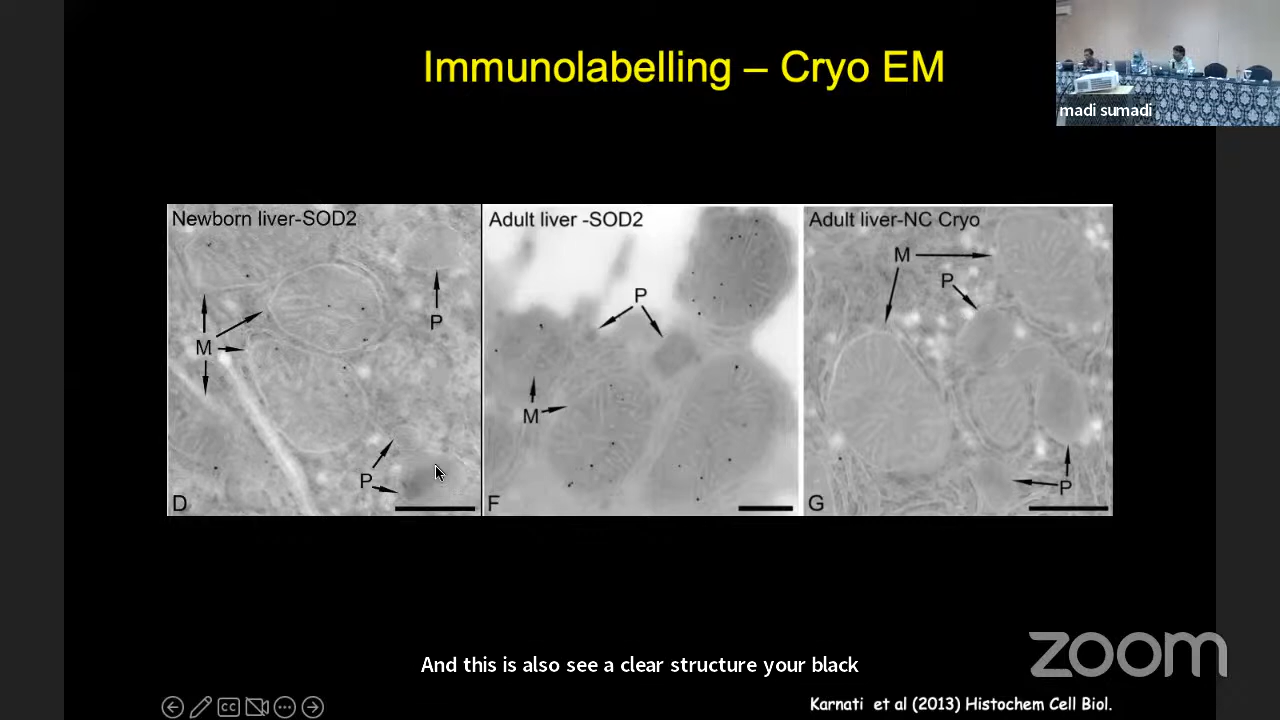 Immunolabelling – Cryo EM
madi sumadi
Newborn liver-SOD2
M
P
P
D
Adult liver -SOD2
P
M
F
Adult liver-NC Cryo
M
P
P
G
And this is also see a clear structure your black
zoom
CC
Karnati et al (2013) Histochem Cell Biol.